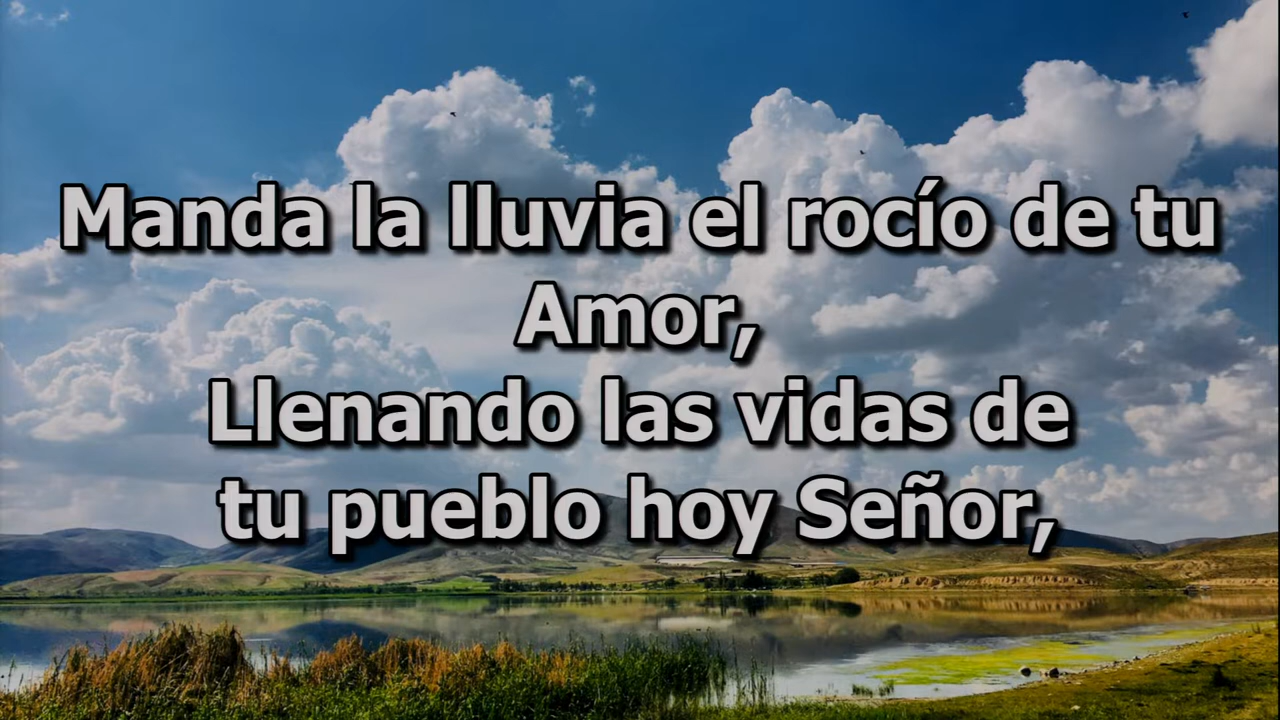 Manda la lluvia el rocío de tu
Amor,
Llenando las vidas de
tu pueblo hoy Señor,